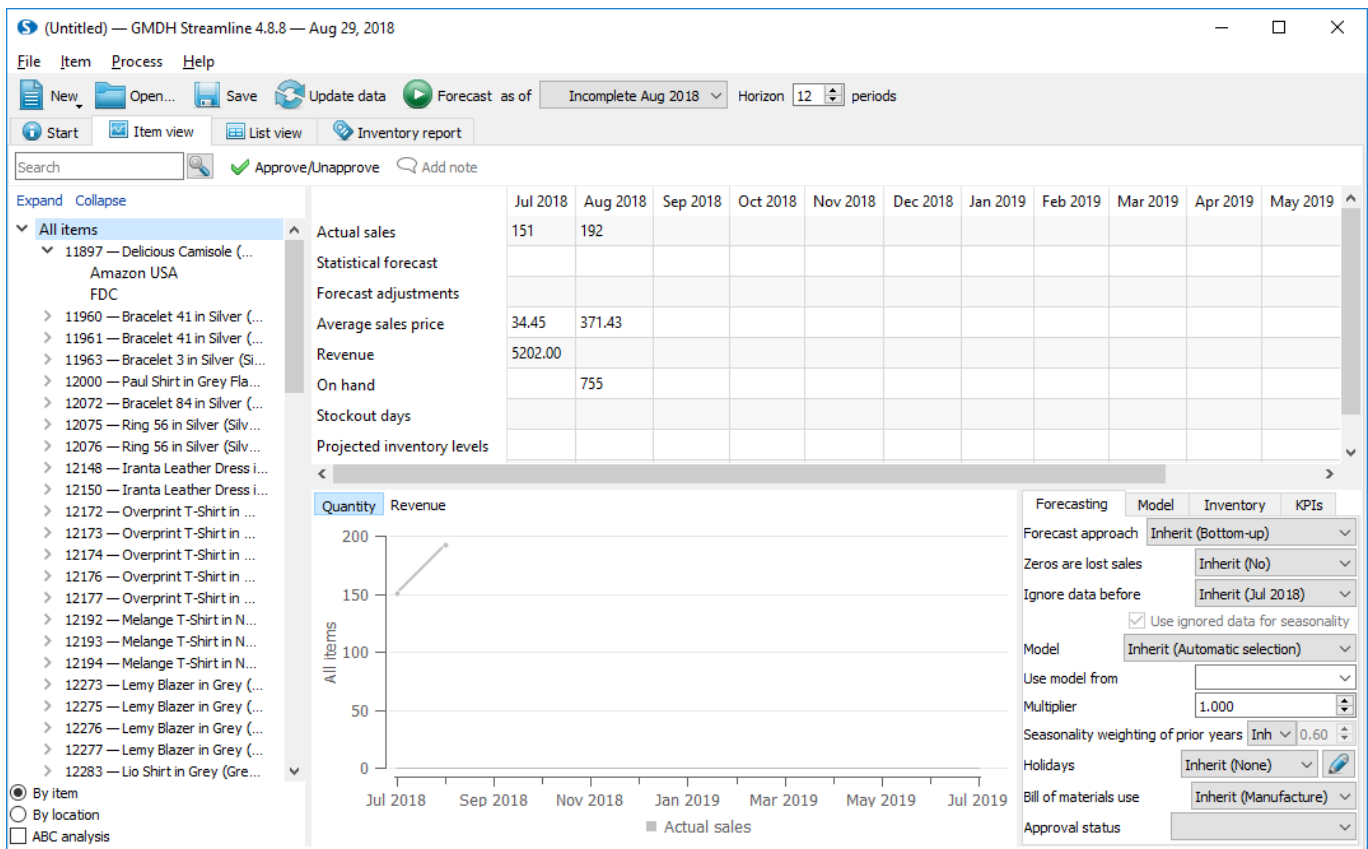 (Untitled) — GMDH Streamline 4.8.8 — Aug 29, 2018
File Item Process Help
New Open... Save Update data Forecast as of Incomplete Aug 2018 Horizon 12 periods
Start Item view List view Inventory report
Search Approve/Unapprove Add note
Expand Collapse
All items
11897 — Delicious Camisole (...
Amazon USA
FDC
11960 — Bracelet 41 in Silver (...
11961 — Bracelet 41 in Silver (...
11963 — Bracelet 3 in Silver (Si...
12000 — Paul Shirt in Grey Fla...
12072 — Bracelet 84 in Silver (...
12075 — Ring 56 in Silver (Silv...
12076 — Ring 56 in Silver (Silv...
12148 — Iranta Leather Dress i...
12150 — Iranta Leather Dress i...
12172 — Overprint T-Shirt in ...
12173 — Overprint T-Shirt in ...
12174 — Overprint T-Shirt in ...
12176 — Overprint T-Shirt in ...
12177 — Overprint T-Shirt in ...
12192 — Melange T-Shirt in N...
12193 — Melange T-Shirt in N...
12194 — Melange T-Shirt in N...
12273 — Lemy Blazer in Grey (...
12275 — Lemy Blazer in Grey (...
12276 — Lemy Blazer in Grey (...
12277 — Lemy Blazer in Grey (...
12283 — Lio Shirt in Grey (Gre...
By item
By location
ABC analysis
Jul 2018 Aug 2018 Sep 2018 Oct 2018 Nov 2018 Dec 2018 Jan 2019 Feb 2019 Mar 2019 Apr 2019 May 2019
Actual sales 151 192
Statistical forecast
Forecast adjustments
Average sales price 34.45 371.43
Revenue 5202.00
On hand 755
Stockout days
Projected inventory levels
Quantity Revenue
200
150
100
50
0
All items
Jul 2018 Sep 2018 Nov 2018 Jan 2019 Mar 2019 May 2019 Jul 2019
Actual sales
Forecasting Model Inventory KPIs
Forecast approach Inherit (Bottom-up)
Zeros are lost sales Inherit (No)
Ignore data before Inherit (Jul 2018)
Use ignored data for seasonality
Model Inherit (Automatic selection)
Use model from
Multiplier 1.000
Seasonality weighting of prior years Inh 0.60
Holidays Inherit (None)
Bill of materials use Inherit (Manufacture)
Approval status